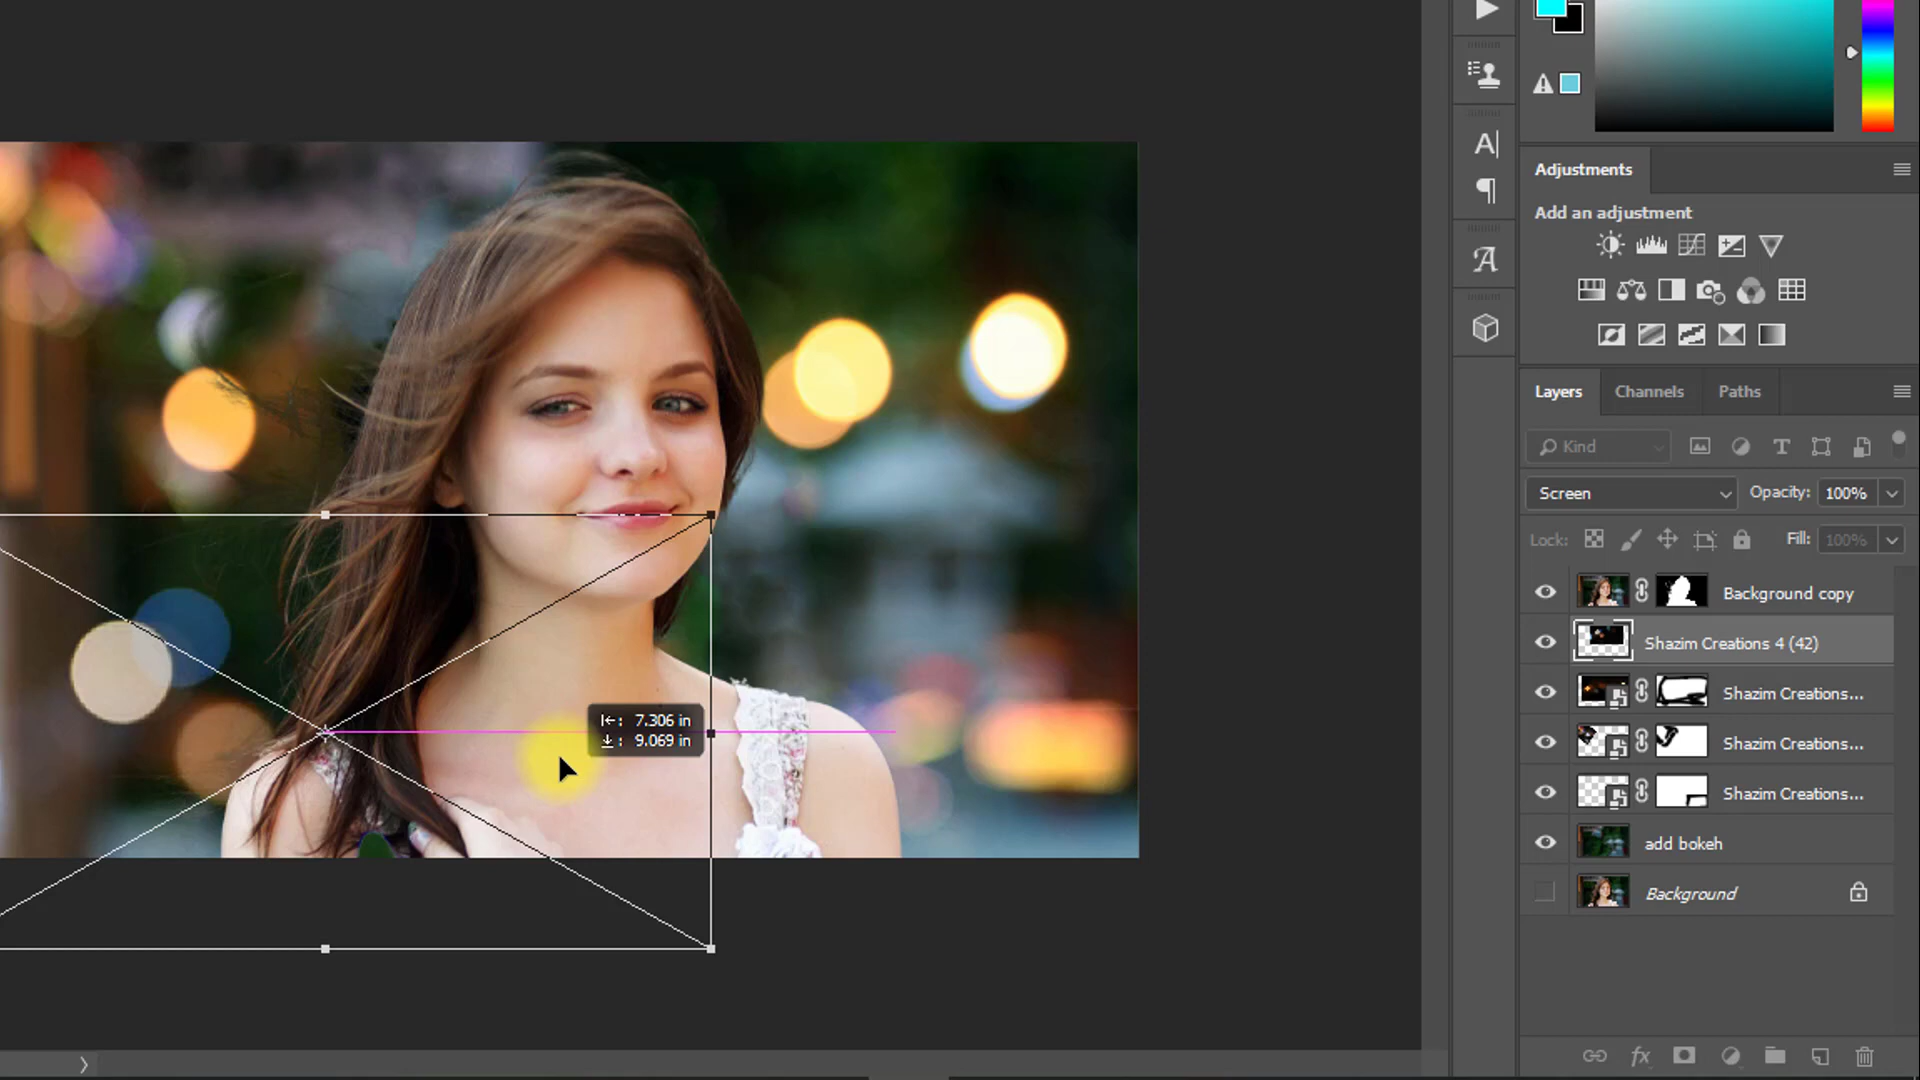 Adjustments
Add an adjustment
Layers
Channels
Paths
Kind
Screen
Opacity: 100%
Lock:
Fill: 100%
Background copy
Shazim Creations 4 (42)
Shazim Creations...
Shazim Creations...
Shazim Creations...
add bokeh
Background
7.306 in
9.069 in